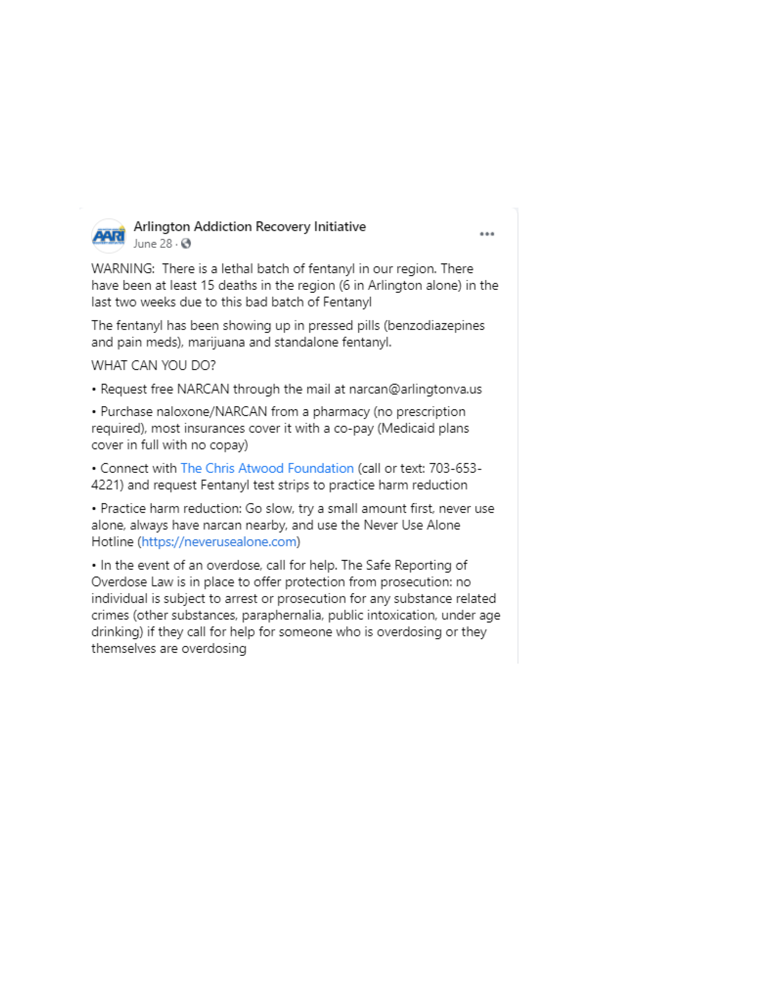 AARI
Arlington Addiction Recovery Initiative
June 28 ·
WARNING:  There is a lethal batch of fentanyl in our region. There
have been at least 15 deaths in the region (6 in Arlington alone) in the
last two weeks due to this bad batch of Fentanyl
The fentanyl has been showing up in pressed pills (benzodiazepines
and pain meds), marijuana and standalone fentanyl.
WHAT CAN YOU DO?
• Request free NARCAN through the mail at narcan@arlingtonva.us
• Purchase naloxone/NARCAN from a pharmacy (no prescription
required), most insurances cover it with a co-pay (Medicaid plans
cover in full with no copay)
• Connect with The Chris Atwood Foundation (call or text: 703-653-
4221) and request Fentanyl test strips to practice harm reduction
• Practice harm reduction: Go slow, try a small amount first, never use
alone, always have narcan nearby, and use the Never Use Alone
Hotline (https://neverusealone.com)
• In the event of an overdose, call for help. The Safe Reporting of
Overdose Law is in place to offer protection from prosecution: no
individual is subject to arrest or prosecution for any substance related
crimes (other substances, paraphernalia, public intoxication, under age
drinking) if they call for help for someone who is overdosing or they
themselves are overdosing